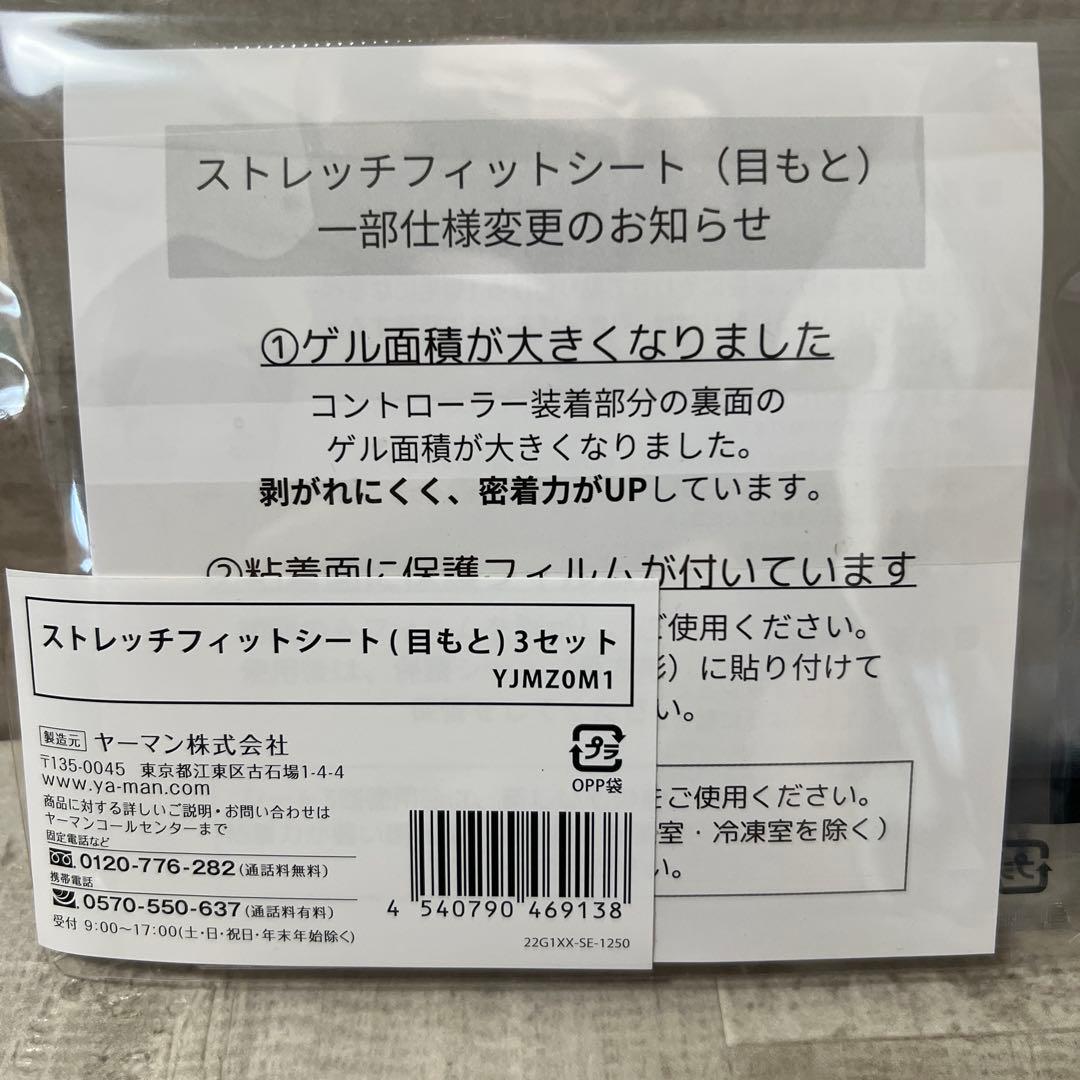 ストレッチフィットシート（目もと）
一部仕様変更のお知らせ
①ゲル面積が大きくなりました
コントローラー装着部分の裏面の
ゲル面積が大きくなりました。
剥がれにくく、密着力がUPしています。
②粘着面に保護フィルムが付いています
ご使用ください。
に貼り付けて
い。
をご使用ください。
室・冷凍室を除く）
い。
ストレッチフィットシート(目もと)3セット
YJMZ0M1
製造元 ヤーマン株式会社
〒135-0045 東京都江東区古石場1-4-4
www.ya-man.com
商品に対する詳しいご説明・お問い合わせは
ヤーマンコールセンターまで
固定電話など
0120-776-282(通話料無料)
携帯電話
0570-550-637(通話料有料)
受付 9:00〜17:00(土・日・祝日・年末年始除く)
プラ
OPP袋
4 540790 469138
22G1XX-SE-1250
プラ